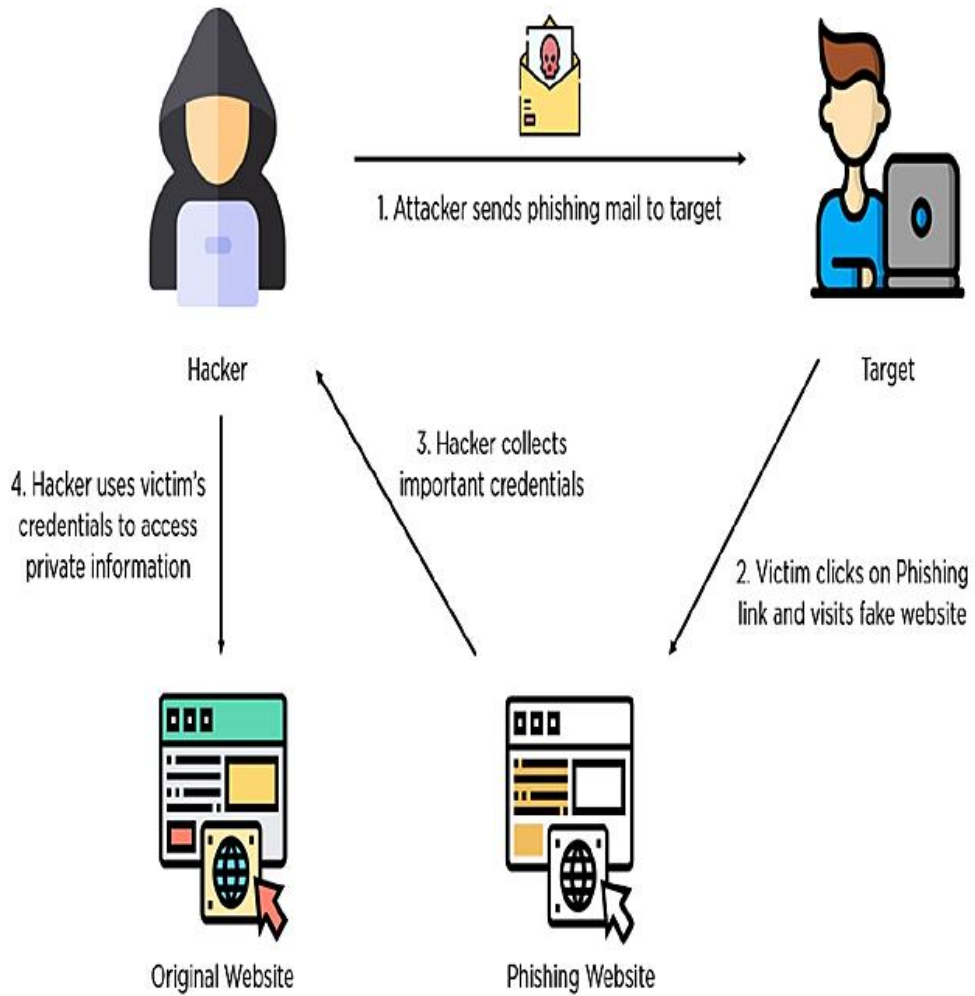 1. Attacker sends phishing mail to target
Hacker
Target
3. Hacker collects
important credentials
4. Hacker uses victim's
credentials to access
private information
2. Victim clicks on Phishing
link and visits fake website
Original Website
Phishing Website